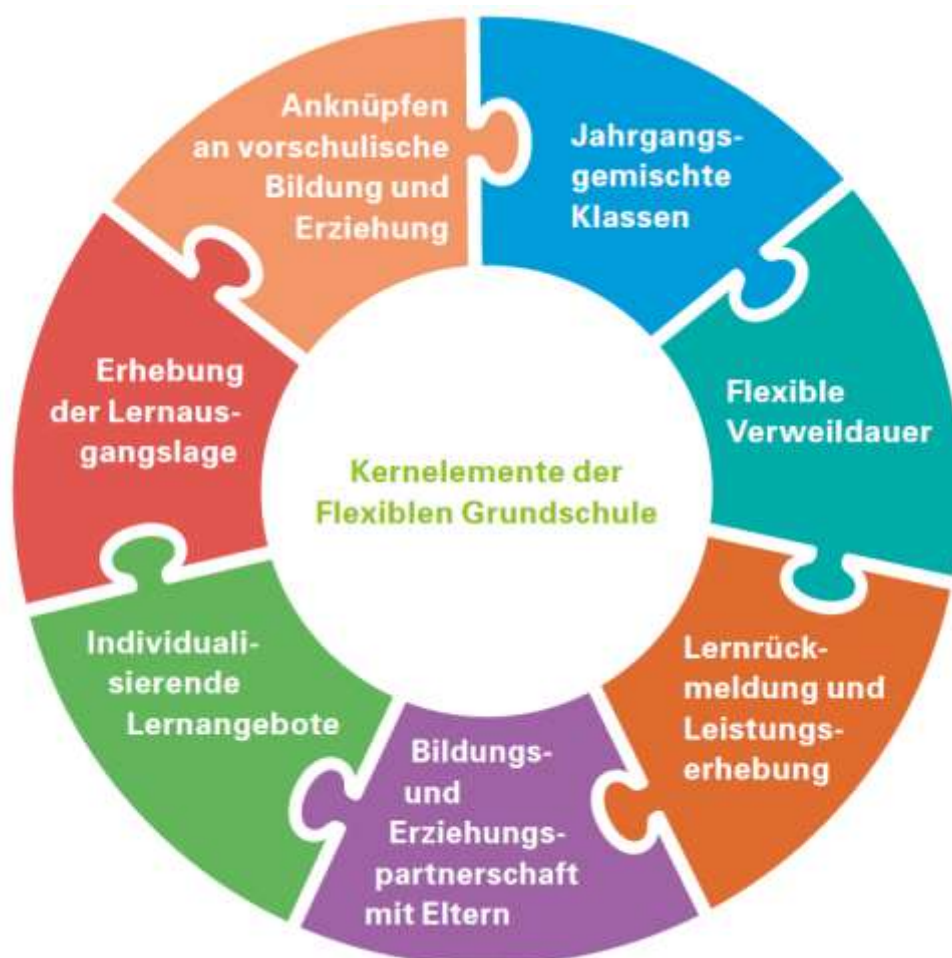 Anknüpfen
an vorschulische
Bildung und
Erziehung
Jahrgangs-
gemischte
Klassen
Flexible
Verweildauer
Lernrück-
meldung und
Leistungs-
erhebung
Bildungs-
und
Erziehungs-
partnerschaft
mit Eltern
Individuali-
sierende
Lernangebote
Erhebung
der Lernaus-
gangslage
Kernelemente der
Flexiblen Grundschule